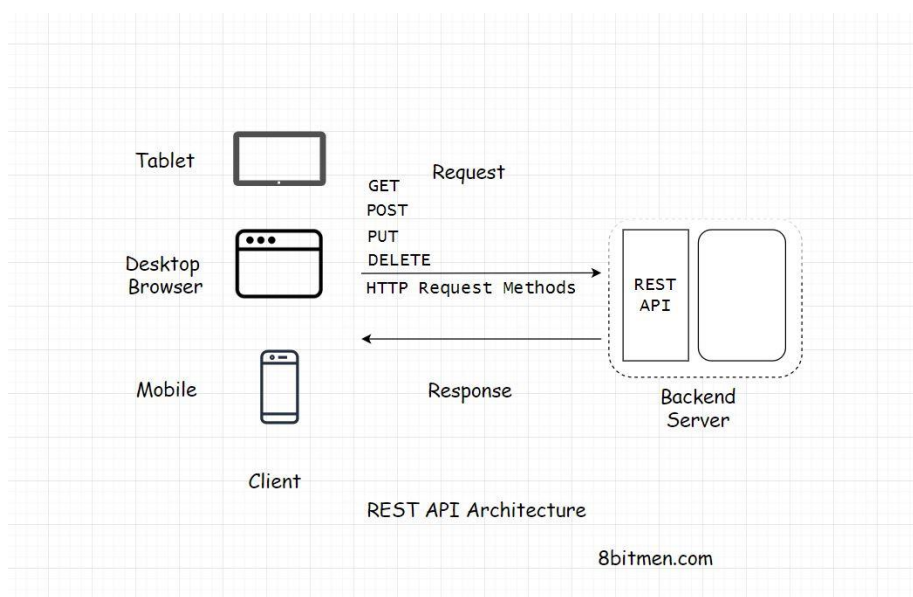 Tablet
Request
GET
POST
PUT
DELETE
HTTP Request Methods
Desktop
Browser
REST
API
Mobile
Response
Backend
Server
Client
REST API Architecture
8bitmen.com